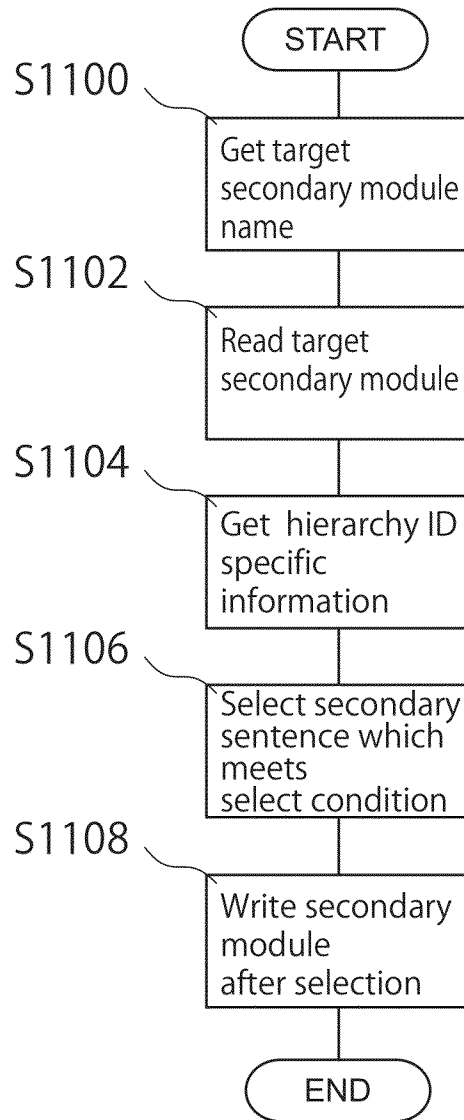 START
S1100
Get target
secondary module
name
S1102
Read target
secondary module
S1104
Get hierarchy ID
specific
information
S1106
Select secondary
sentence which
meets
select condition
S1108
Write secondary
module
after selection
END